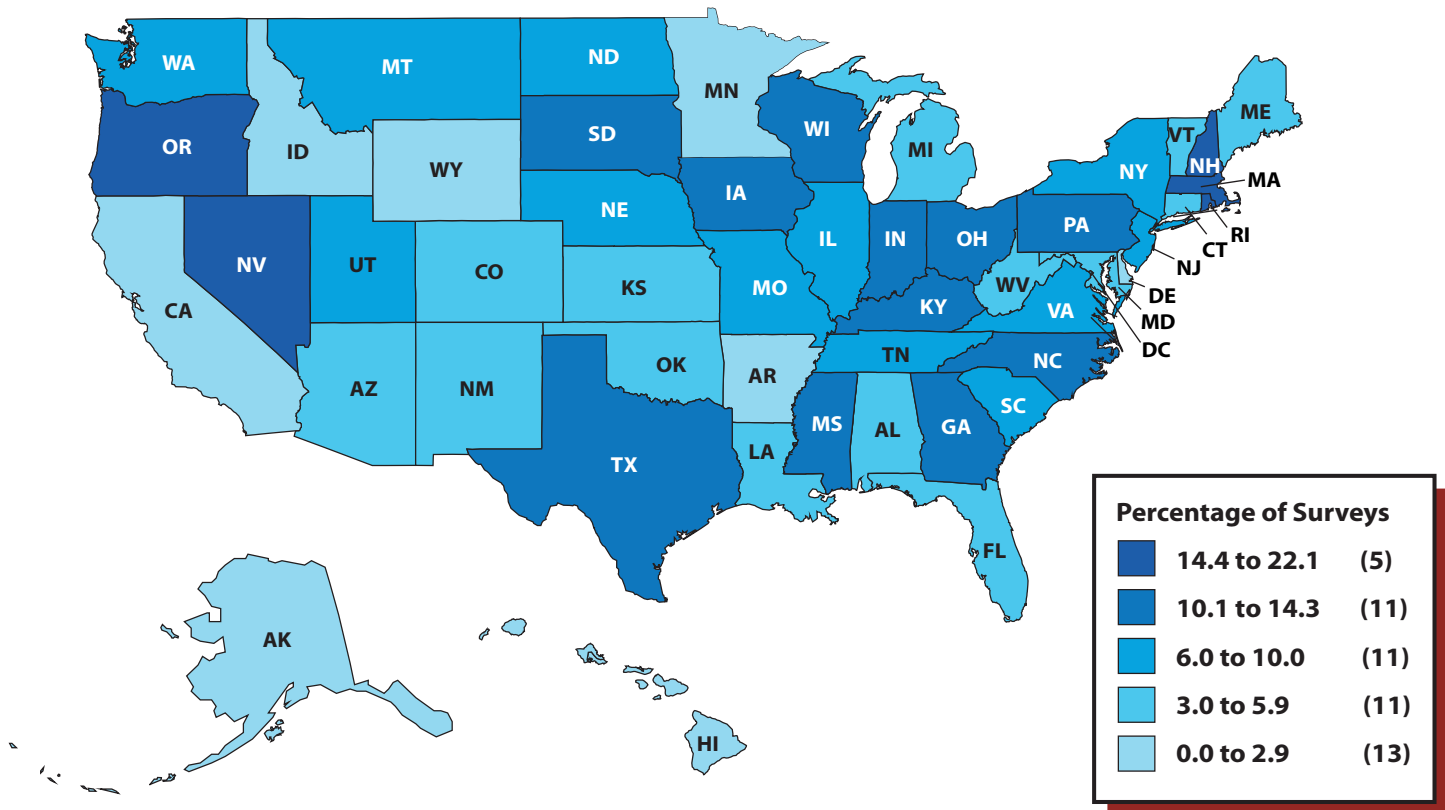 WA
MT
ND
MN
ME
VT
OR
ID
SD
WI
MI
NH
WY
NY
MA
IA
NE
PA
RI
NV
UT
CO
IL
IN
OH
CT
NJ
KS
MO
WV
DE
CA
KY
VA
MD
DC
AZ
NM
OK
AR
TN
NC
SC
MS
AL
GA
TX
LA
FL
AK
HI
Percentage of Surveys
14.4 to 22.1 (5)
10.1 to 14.3 (11)
6.0 to 10.0 (11)
3.0 to 5.9 (11)
0.0 to 2.9 (13)